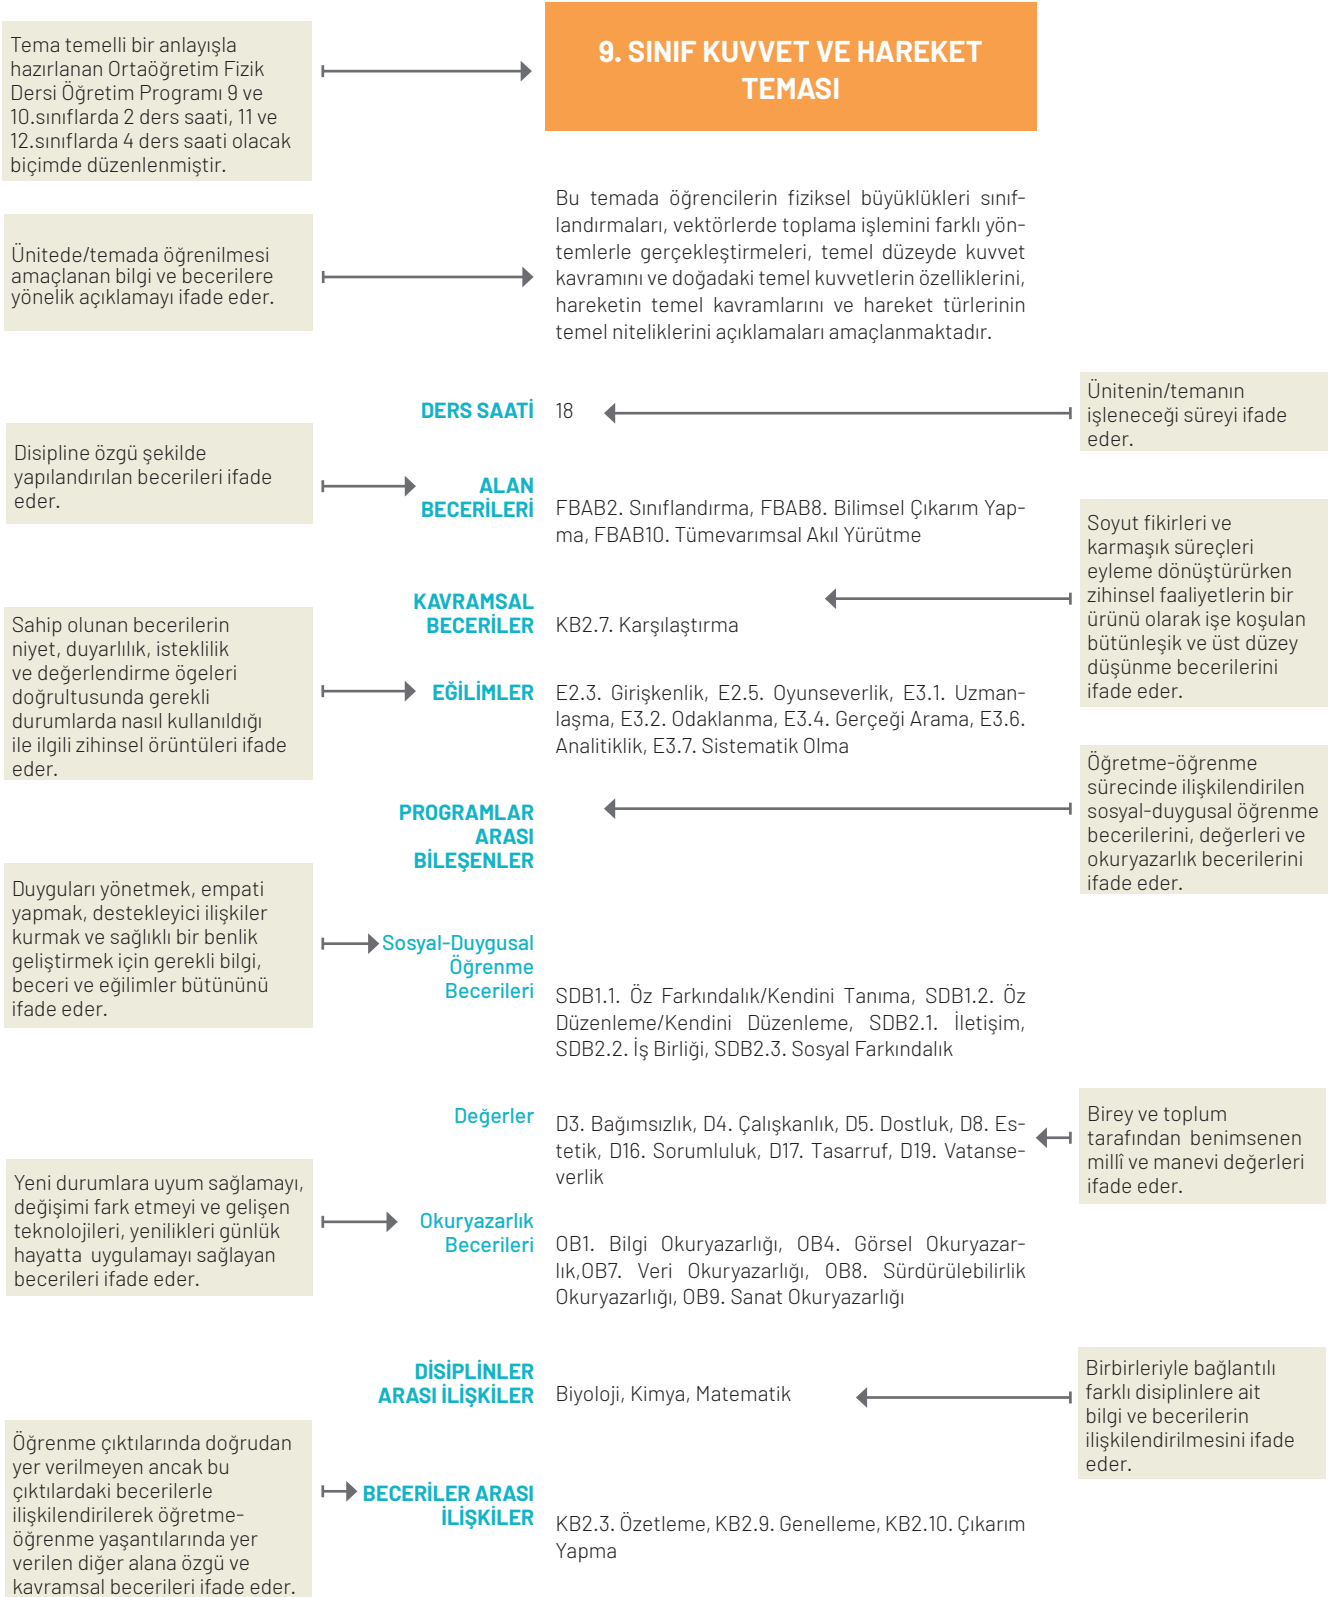 Tema temelli bir anlayışla
hazırlanan Ortaöğretim Fizik
Dersi Öğretim Programı 9 ve
10.sınıflarda 2 ders saati, 11 ve
12.sınıflarda 4 ders saati olacak
biçimde düzenlenmiştir.
9. SINIF KUVVET VE HAREKET
TEMASI
Ünitede/temada öğrenilmesi
amaçlanan bilgi ve becerilere
yönelik açıklamayı ifade eder.
Bu temada öğrencilerin fiziksel büyüklükleri sınıf-
landırmaları, vektörlerde toplama işlemini farklı yön-
temlerle gerçekleştirmeleri, temel düzeyde kuvvet
kavramını ve doğadaki temel kuvvetlerin özelliklerini,
hareketin temel kavramlarını ve hareket türlerinin
temel niteliklerini açıklamaları amaçlanmaktadır.
DERS SAATİ
18
Ünitenin/temanın
işleneceği süreyi ifade
eder.
Disipline özgü şekilde
yapılandırılan becerileri ifade
eder.
ALAN
BECERİLERİ
FBAB2. Sınıflandırma, FBAB8. Bilimsel Çıkarım Yap-
ma, FBAB10. Tümevarımsal Akıl Yürütme
Soyut fikirleri ve
karmaşık süreçleri
eyleme dönüştürürken
zihinsel faaliyetlerin bir
ürünü olarak işe koşulan
bütünleşik ve üst düzey
düşünme becerilerini
ifade eder.
KAVRAMSAL
BECERİLER
KB2.7. Karşılaştırma
Sahip olunan becerilerin
niyet, duyarlılık, isteklilik
ve değerlendirme ögeleri
doğrultusunda gerekli
durumlarda nasıl kullanıldığı
ile ilgili zihinsel örüntüleri ifade
eder.
EĞİLİMLER
E2.3. Girişkenlik, E2.5. Oyunseverlik, E3.1. Uzman-
laşma, E3.2. Odaklanma, E3.4. Gerçeği Arama, E3.6.
Analitiklik, E3.7. Sistematik Olma
PROGRAMLAR
ARASI
BİLEŞENLER
Öğretme-öğrenme
sürecinde ilişkilendirilen
sosyal-duygusal öğrenme
becerilerini, değerleri ve
okuryazarlık becerilerini
ifade eder.
Duyguları yönetmek, empati
yapmak, destekleyici ilişkiler
kurmak ve sağlıklı bir benlik
geliştirmek için gerekli bilgi,
beceri ve eğilimler bütününü
ifade eder.
Sosyal-Duygusal
Öğrenme
Becerileri
SDB1.1. Öz Farkındalık/Kendini Tanıma, SDB1.2. Öz
Düzenleme/Kendini Düzenleme, SDB2.1. İletişim,
SDB2.2. İş Birliği, SDB2.3. Sosyal Farkındalık
Değerler
D3. Bağımsızlık, D4. Çalışkanlık, D5. Dostluk, D8. Es-
tetik, D16. Sorumluluk, D17. Tasarruf, D19. Vatanse-
verlik
Birey ve toplum
tarafından benimsenen
millî ve manevi değerleri
ifade eder.
Yeni durumlara uyum sağlamayı,
değişimi fark etmeyi ve gelişen
teknolojileri, yenilikleri günlük
hayatta uygulamayı sağlayan
becerileri ifade eder.
Okuryazarlık
Becerileri
OB1. Bilgi Okuryazarlığı, OB4. Görsel Okuryazar-
lık,OB7. Veri Okuryazarlığı, OB8. Sürdürülebilirlik
Okuryazarlığı, OB9. Sanat Okuryazarlığı
DİSİPLİNLER
ARASI İLİŞKİLER
Biyoloji, Kimya, Matematik
Birbirleriyle bağlantılı
farklı disiplinlere ait
bilgi ve becerilerin
ilişkilendirilmesini ifade
eder.
Öğrenme çıktılarında doğrudan
yer verilmeyen ancak bu
çıktılardaki becerilerle
ilişkilendirilerek öğretme-
öğrenme yaşantılarında yer
verilen diğer alana özgü ve
kavramsal becerileri ifade eder.
BECERİLER ARASI
İLİŞKİLER
KB2.3. Özetleme, KB2.9. Genelleme, KB2.10. Çıkarım
Yapma